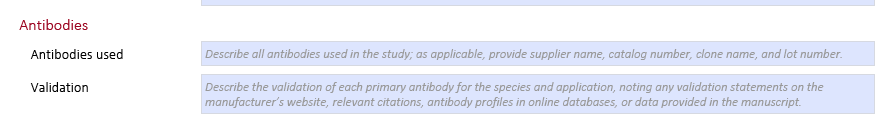 Antibodies
Antibodies used
Describe all antibodies used in the study; as applicable, provide supplier name, catalog number, clone name, and lot number.
Validation
Describe the validation of each primary antibody for the species and application, noting any validation statements on the
manufacturer's website, relevant citations, antibody profiles in online databases, or data provided in the manuscript.